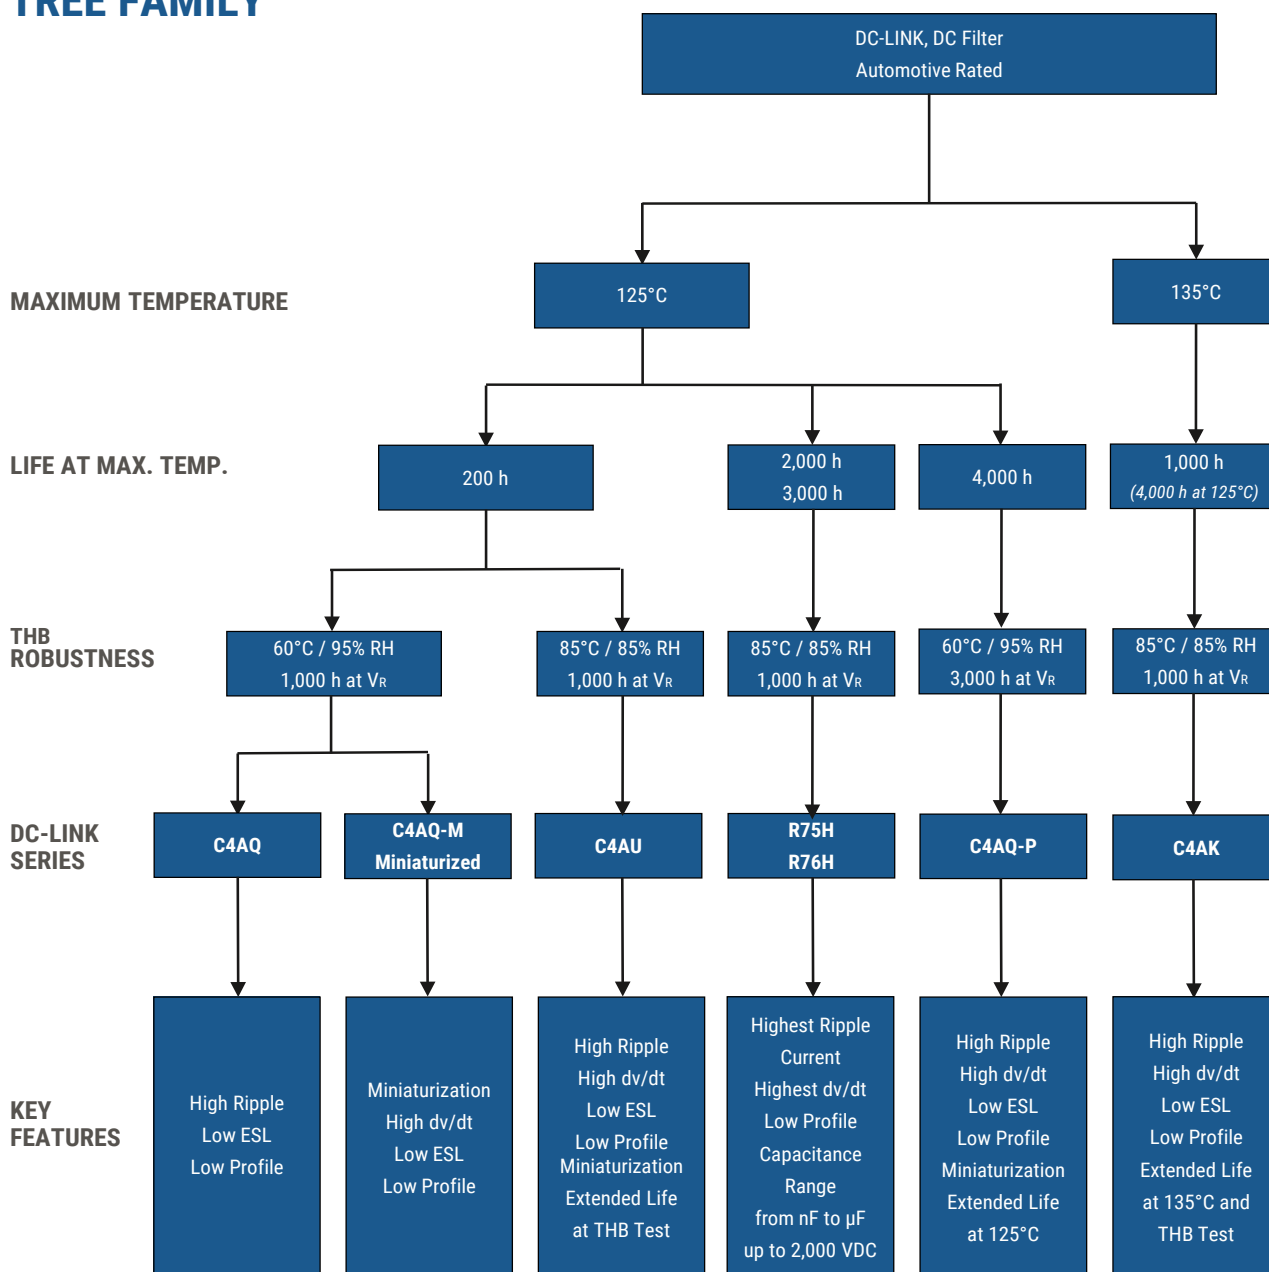 TREE FAMILY
DC-LINK, DC Filter
Automotive Rated
MAXIMUM TEMPERATURE
125°C
135°C
LIFE AT MAX. TEMP.
200 h
2,000 h
3,000 h
4,000 h
1,000 h
(4,000 h at 125°C)
THB
ROBUSTNESS
60°C / 95% RH
1,000 h at VR
85°C / 85% RH
1,000 h at VR
85°C / 85% RH
1,000 h at VR
60°C / 95% RH
3,000 h at VR
85°C / 85% RH
1,000 h at VR
DC-LINK
SERIES
C4AQ
C4AQ-M
Miniaturized
C4AU
R75H
R76H
C4AQ-P
C4AK
KEY
FEATURES
High Ripple
Low ESL
Low Profile
Miniaturization
High dv/dt
Low ESL
Low Profile
High Ripple
High dv/dt
Low ESL
Low Profile
Miniaturization
Extended Life
at THB Test
Highest Ripple
Current
Highest dv/dt
Low Profile
Capacitance
Range
from nF to µF
up to 2,000 VDC
High Ripple
High dv/dt
Low ESL
Low Profile
Miniaturization
Extended Life
at 125°C
High Ripple
High dv/dt
Low ESL
Low Profile
Extended Life
at 135°C and
THB Test